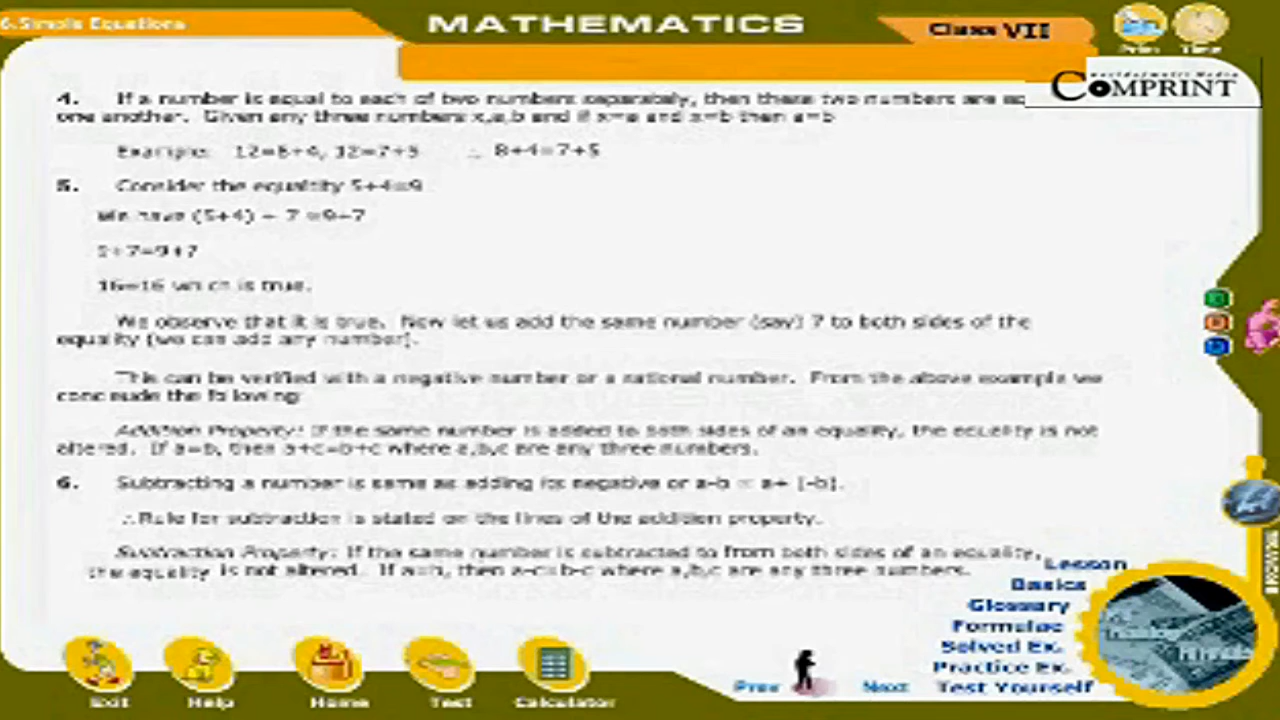 6.Simple Equations
MATHEMATICS
Class VII
Print
Time
COMPRINT
4. If a number is equal to each of two numbers separately, then these two numbers are
one another. Given any three numbers x,a,b and if x=a and x=b then a=b
Example: 12=8+4, 12=7+5 ∴ 8+4=7+5
5. Consider the equaltity 5+4=9
We have (5+4) + 7 =9+7
9+7=9+7
16=16 which is true.
We observe that it is true. Now let us add the same number (say) 7 to both sides of the
equality (we can add any number).
This can be verified with a negative number or a rational number. From the above example we
conclude the following:
Addition Property: If the same number is added to both sides of an equality, the equality is not
altered. If a=b, then a+c=b+c where a,b,c are any three numbers.
6. Subtracting a number is same as adding its negative or a-b = a+ (-b).
∴Rule for subtraction is stated on the lines of the addition property.
Subtraction Property: If the same number is subtracted to from both sides of an equality,
the equality is not altered. If a=b, then a-c=b-c where a,b,c are any three numbers.
Lesson
Basics
Glossary
Formulae
Solved Ex.
Practice Ex.
Test Yourself
Exit
Help
Home
Test
Calculator
Prev
Next